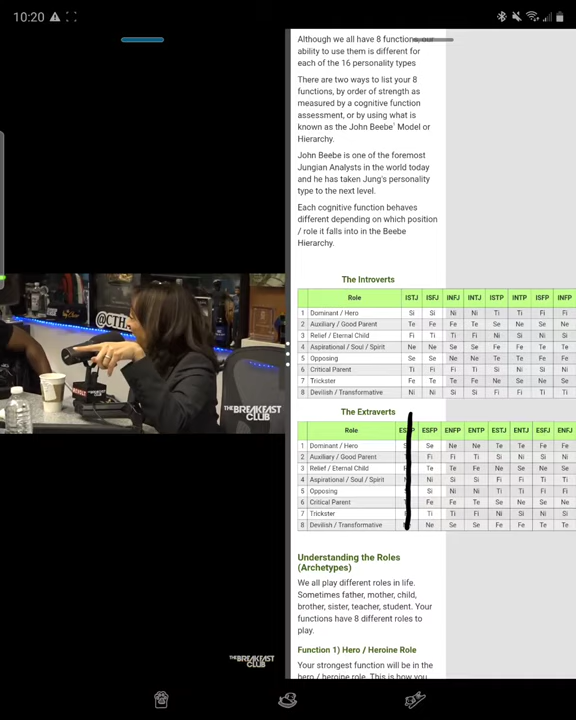 10:20
@CTHA
THE BREAKFAST
CLUB
THE BREAKFAST
CLUB
Although we all have 8 functions, our
ability to use them is different for
each of the 16 personality types
There are two ways to list your 8
functions, by order of strength as
measured by a cognitive function
assessment, or by using what is
known as the John Beebe' Model or
Hierarchy.
John Beebe is one of the foremost
Jungian Analysts in the world today
and he has taken Jung's personality
type to the next level.
Each cognitive function behaves
different depending on which position
/ role it falls into in the Beebe
Hierarchy.
The Introverts
Role ISTJ ISFJ INFJ INTJ ISTP INTP ISFP INFP
1 Dominant / Hero Si Si Ni Ni Ti Ti Fi Fi
2 Auxiliary / Good Parent Te Fe Fe Te Se Ne Se Ne
3 Relief / Eternal Child Fi Ti Ti Fi Ni Si Ni Si
4 Aspirational / Soul / Spirit Ne Ne Se Se Fe Fe Te Te
5 Opposing Se Se Ne Ne Te Te Fe Fe
6 Critical Parent Ti Fi Fi Ti Si Ni Si Ni
7 Trickster Fe Te Te Fe Ne Se Ne Se
8 Devilish / Transformative Ni Ni Si Si Fi Fi Ti Ti
The Extraverts
Role ESFP ENFP ENTP ESTJ ENTJ ESFJ ENFJ
1 Dominant / Hero Se Ne Ne Te Te Fe Fe
2 Auxiliary / Good Parent Fi Fi Ti Si Ni Si Ni
3 Relief / Eternal Child Te Te Fe Ne Se Ne Se
4 Aspirational / Soul / Spirit Ni Si Si Fi Fi Ti Ti
5 Opposing Si Ni Ni Ti Ti Fi Fi
6 Critical Parent Fe Fe Te Se Ne Se Ne
7 Trickster Ti Ti Fi Ni Si Ni Si
8 Devilish / Transformative Ne Se Se Fe Fe Te Te
Understanding the Roles
(Archetypes)
We all play different roles in life.
Sometimes father, mother, child,
brother, sister, teacher, student. Your
functions have 8 different roles to
play.
Function 1) Hero / Heroine Role
Your strongest function will be in the
hero / heroine role. This is how you